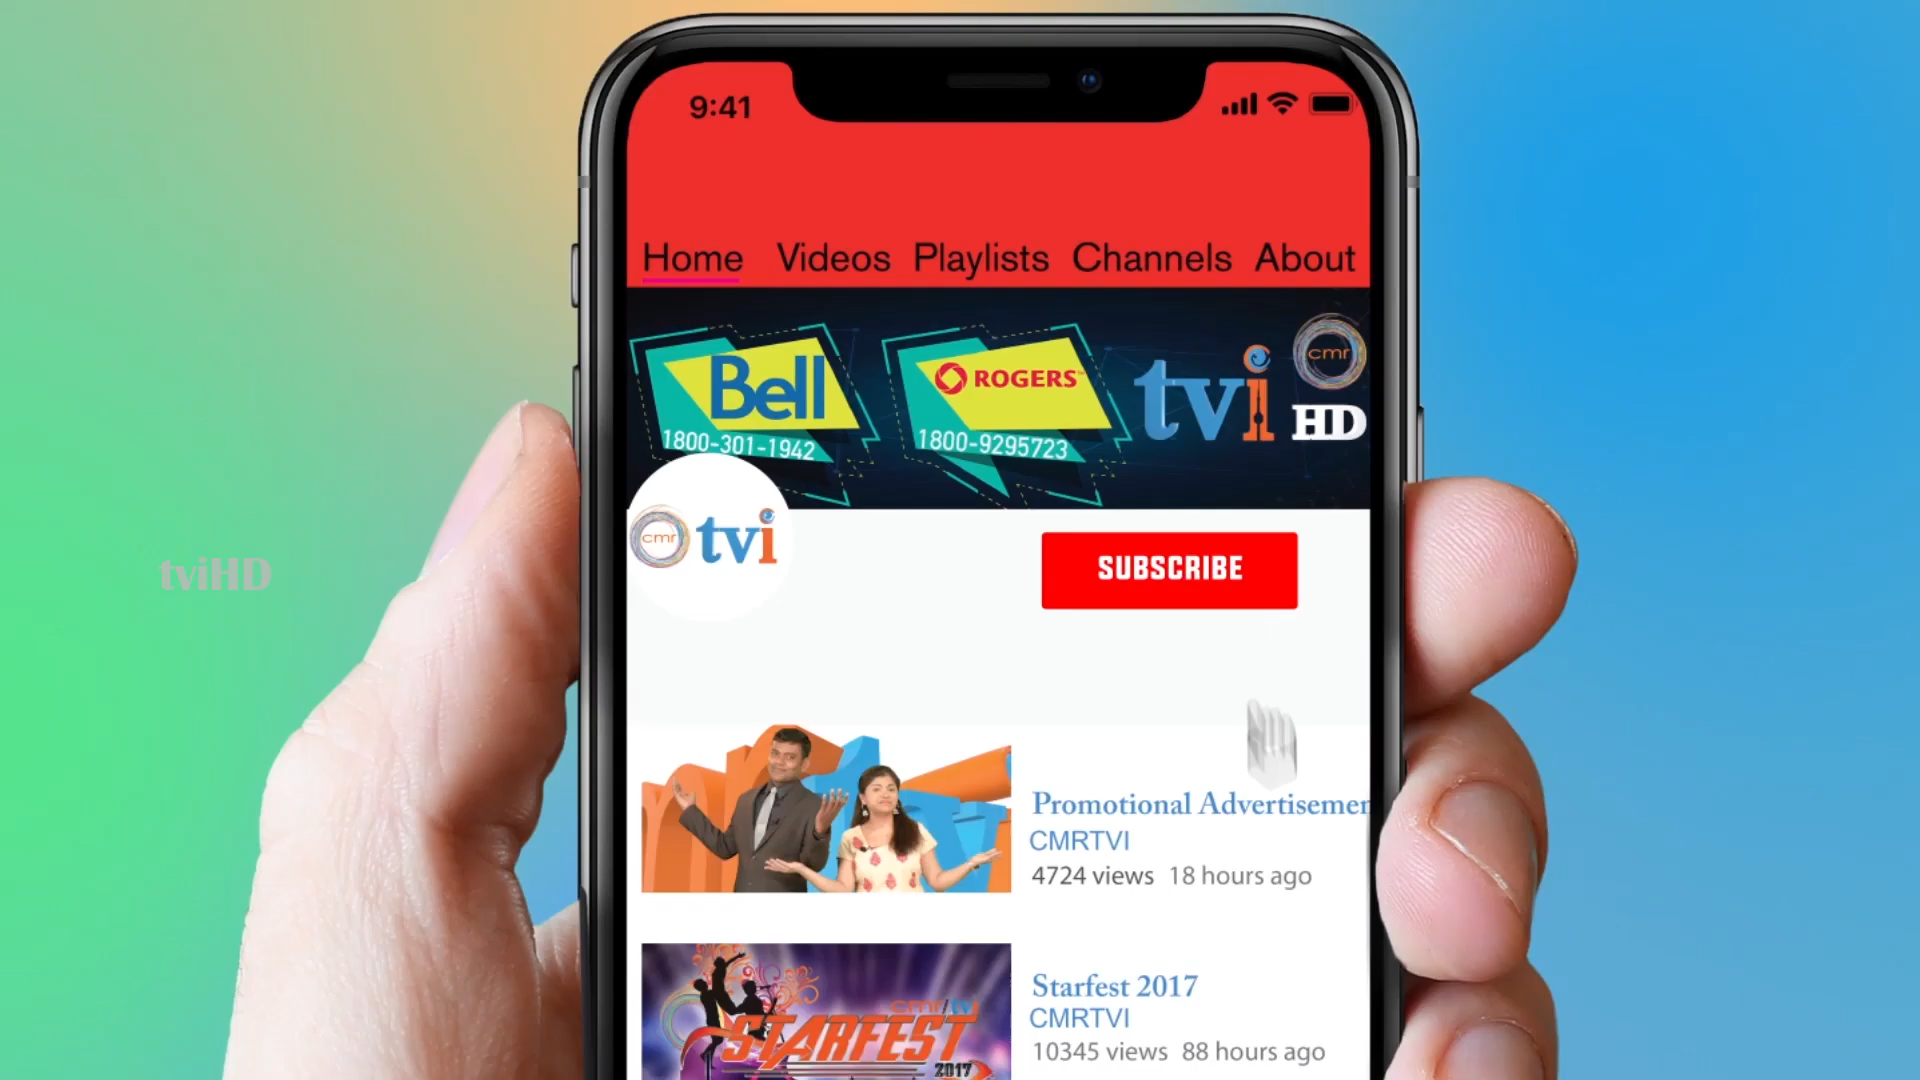 9:41
Home Videos Playlists Channels About
Bell
1800-301-1942
ROGERS
1800-9295723
tvi
cmr
HD
cmr tvi
SUBSCRIBE
tviHD
Promotional Advertisemen
CMRTVI
4724 views 18 hours ago
cmr/tvi
STARFEST
2017
Starfest 2017
CMRTVI
10345 views 88 hours ago